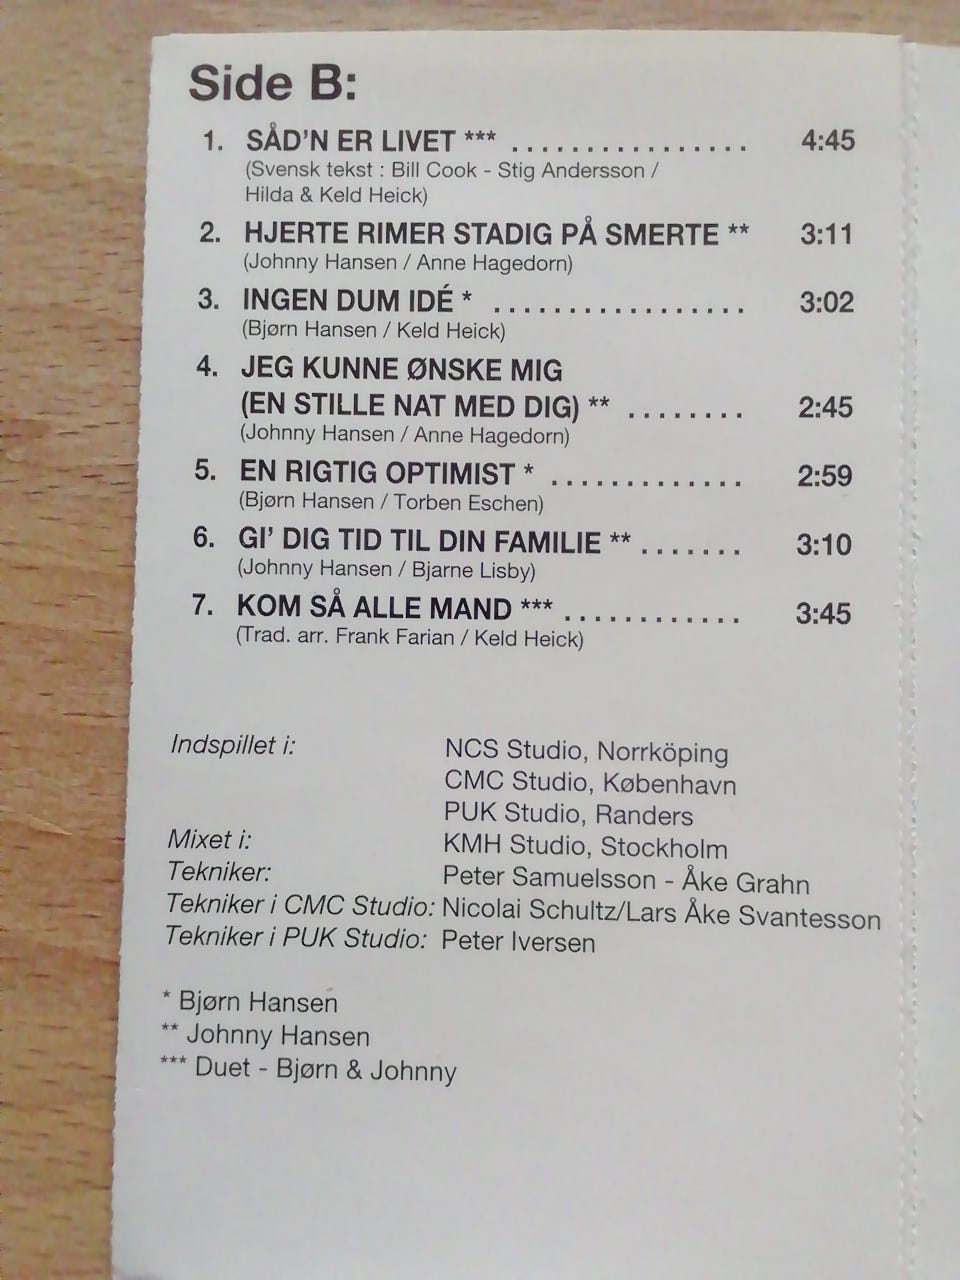 Side B:
1. SÅD'N ER LIVET *** ................ 4:45
(Svensk tekst : Bill Cook - Stig Andersson /
Hilda & Keld Heick)
2. HJERTE RIMER STADIG PÅ SMERTE ** 3:11
(Johnny Hansen / Anne Hagedorn)
3. INGEN DUM IDÉ * ................. 3:02
(Bjørn Hansen / Keld Heick)
4. JEG KUNNE ØNSKE MIG
(EN STILLE NAT MED DIG) ** ........ 2:45
(Johnny Hansen / Anne Hagedorn)
5. EN RIGTIG OPTIMIST * ............. 2:59
(Bjørn Hansen / Torben Eschen)
6. GI' DIG TID TIL DIN FAMILIE ** ....... 3:10
(Johnny Hansen / Bjarne Lisby)
7. KOM SÅ ALLE MAND *** ............ 3:45
(Trad. arr. Frank Farian / Keld Heick)
Indspillet i: NCS Studio, Norrköping
CMC Studio, København
PUK Studio, Randers
Mixet i: KMH Studio, Stockholm
Tekniker: Peter Samuelsson - Åke Grahn
Tekniker i CMC Studio: Nicolai Schultz/Lars Åke Svantesson
Tekniker i PUK Studio: Peter Iversen
* Bjørn Hansen
** Johnny Hansen
*** Duet - Bjørn & Johnny